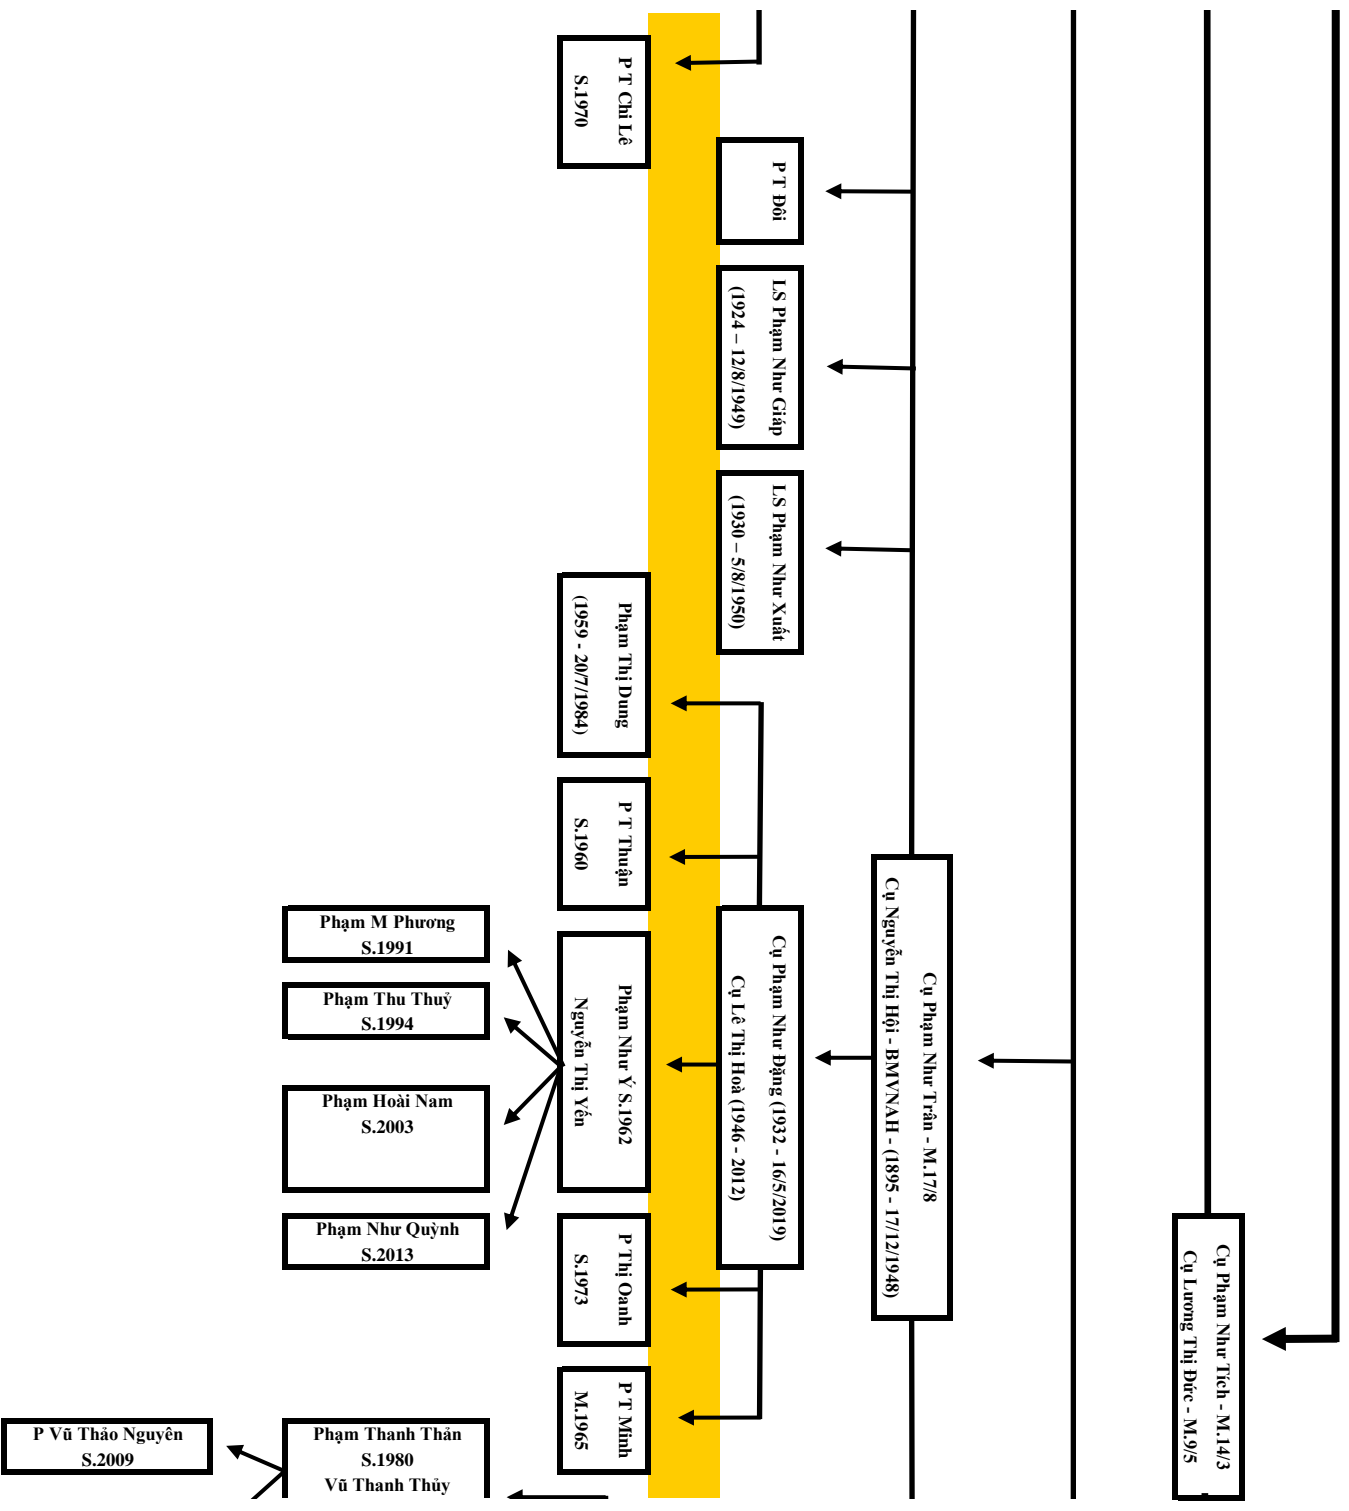 P T Chi Lê
S.1970
P T Đôi
LS Phạm Như Giáp
(1924 – 12/8/1949)
LS Phạm Như Xuất
(1930 – 5/8/1950)
Phạm Thị Dung
(1959 - 20/7/1984)
P T Thuận
S.1960
Cụ Phạm Như Trân - M.17/8
Cụ Nguyễn Thị Hội - BMVNAH - (1895 - 17/12/1948)
Cụ Phạm Như Đặng (1932 - 16/5/2019)
Cụ Lê Thị Hoà (1946 - 2012)
Phạm Như Ý S.1962
Nguyễn Thị Yến
Phạm M Phương
S.1991
Phạm Thu Thuỷ
S.1994
Phạm Hoài Nam
S.2003
Phạm Như Quỳnh
S.2013
P Thị Oanh
S.1973
Cụ Phạm Như Tích - M.14/3
Cụ Lương Thị Đức - M.9/5
P T Minh
M.1965
P Vũ Thảo Nguyên
S.2009
Phạm Thanh Thản
S.1980
Vũ Thanh Thủy